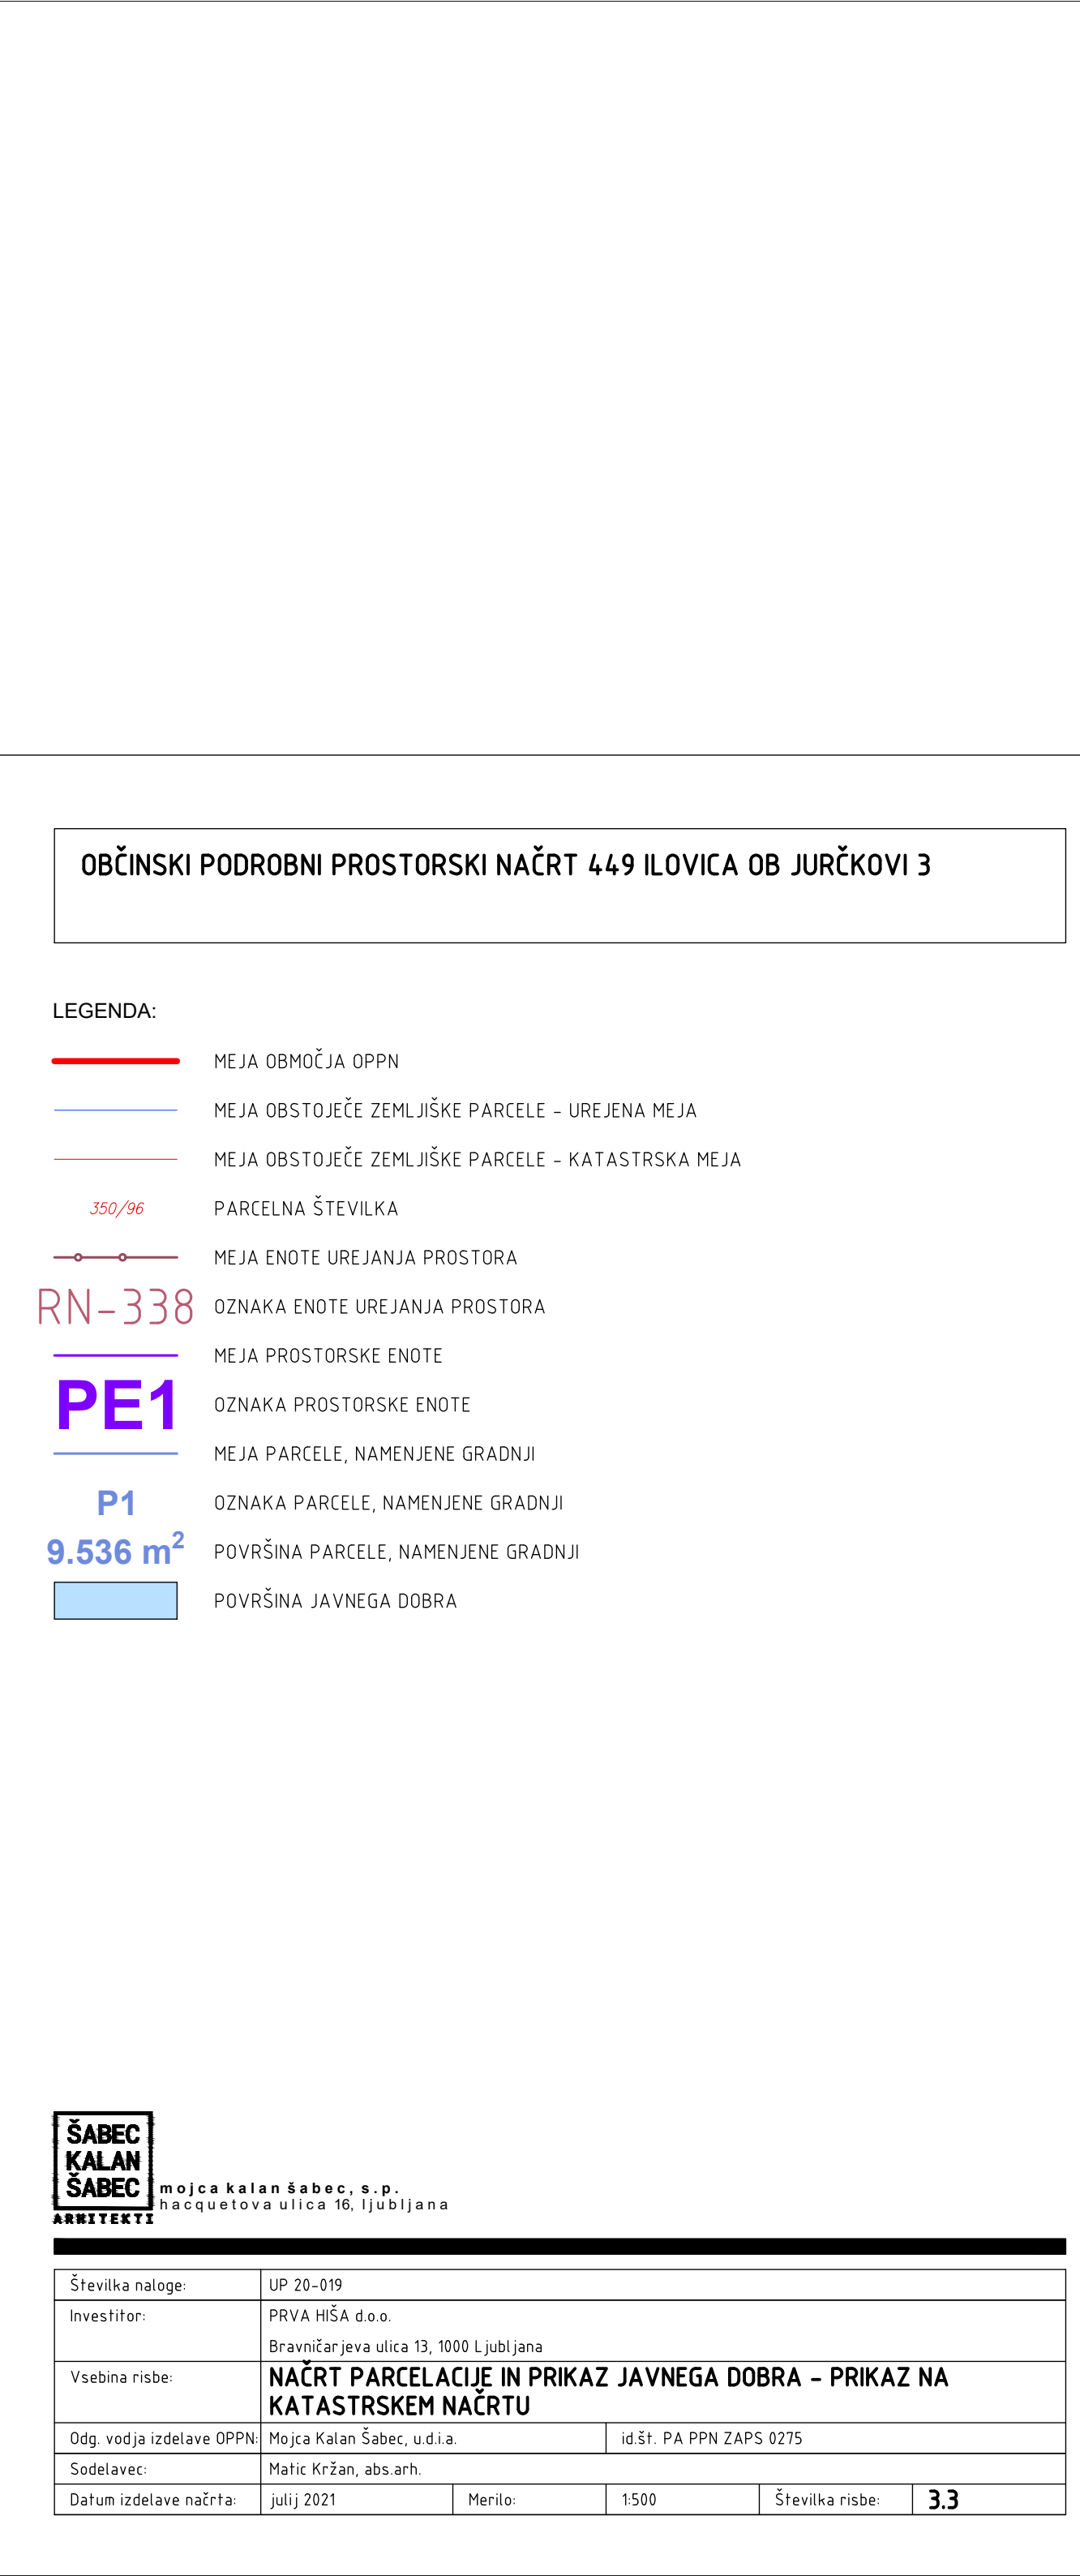 OBČINSKI PODROBNI PROSTORSKI NAČRT 449 ILOVICA OB JURČKOVI 3
LEGENDA:
MEJA OBMOČJA OPPN
MEJA OBSTOJEČE ZEMLJIŠKE PARCELE - UREJENA MEJA
MEJA OBSTOJEČE ZEMLJIŠKE PARCELE - KATASTRSKA MEJA
350/96 PARCELNA ŠTEVILKA
MEJA ENOTE UREJANJA PROSTORA
RN-338 OZNAKA ENOTE UREJANJA PROSTORA
MEJA PROSTORSKE ENOTE
PE1 OZNAKA PROSTORSKE ENOTE
MEJA PARCELE, NAMENJENE GRADNJI
P1 OZNAKA PARCELE, NAMENJENE GRADNJI
9.536 m² POVRŠINA PARCELE, NAMENJENE GRADNJI
POVRŠINA JAVNEGA DOBRA
ŠABEC
KALAN
ŠABEC
ARHITEKTI
mojca kalan šabec, s.p.
hacquetova ulica 16, ljubljana
Številka naloge: UP 20-019
Investitor: PRVA HIŠA d.o.o.
Bravničarjeva ulica 13, 1000 Ljubljana
Vsebina risbe: NAČRT PARCELACIJE IN PRIKAZ JAVNEGA DOBRA - PRIKAZ NA
KATASTRSKEM NAČRTU
Odg. vodja izdelave OPPN: Mojca Kalan Šabec, u.d.i.a. id.št. PA PPN ZAPS 0275
Sodelavec: Matic Kržan, abs.arh.
Datum izdelave načrta: julij 2021 Merilo: 1:500 Številka risbe: 3.3